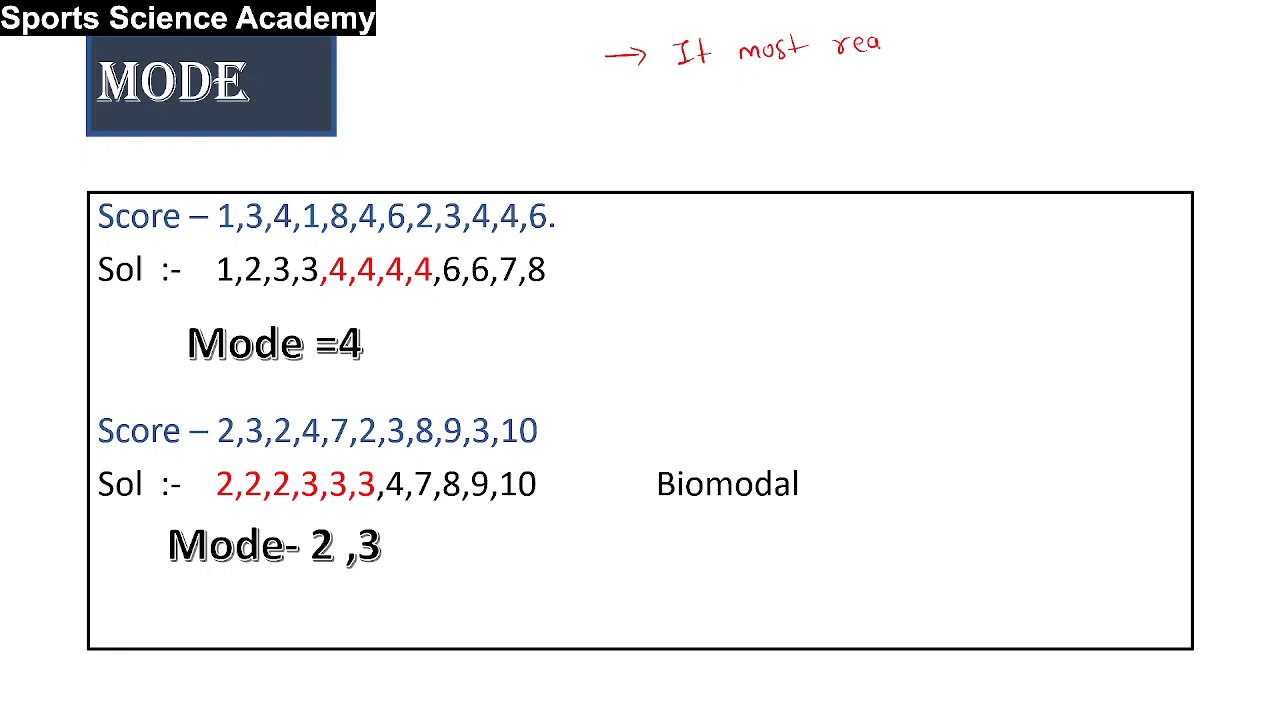 Sports Science Academy
→ It most rea
MODE
Score – 1,3,4,1,8,4,6,2,3,4,4,6.
Sol :- 1,2,3,3,4,4,4,4,6,6,7,8
Mode =4
Score – 2,3,2,4,7,2,3,8,9,3,10
Sol :- 2,2,2,3,3,3,4,7,8,9,10 Biomodal
Mode- 2 ,3